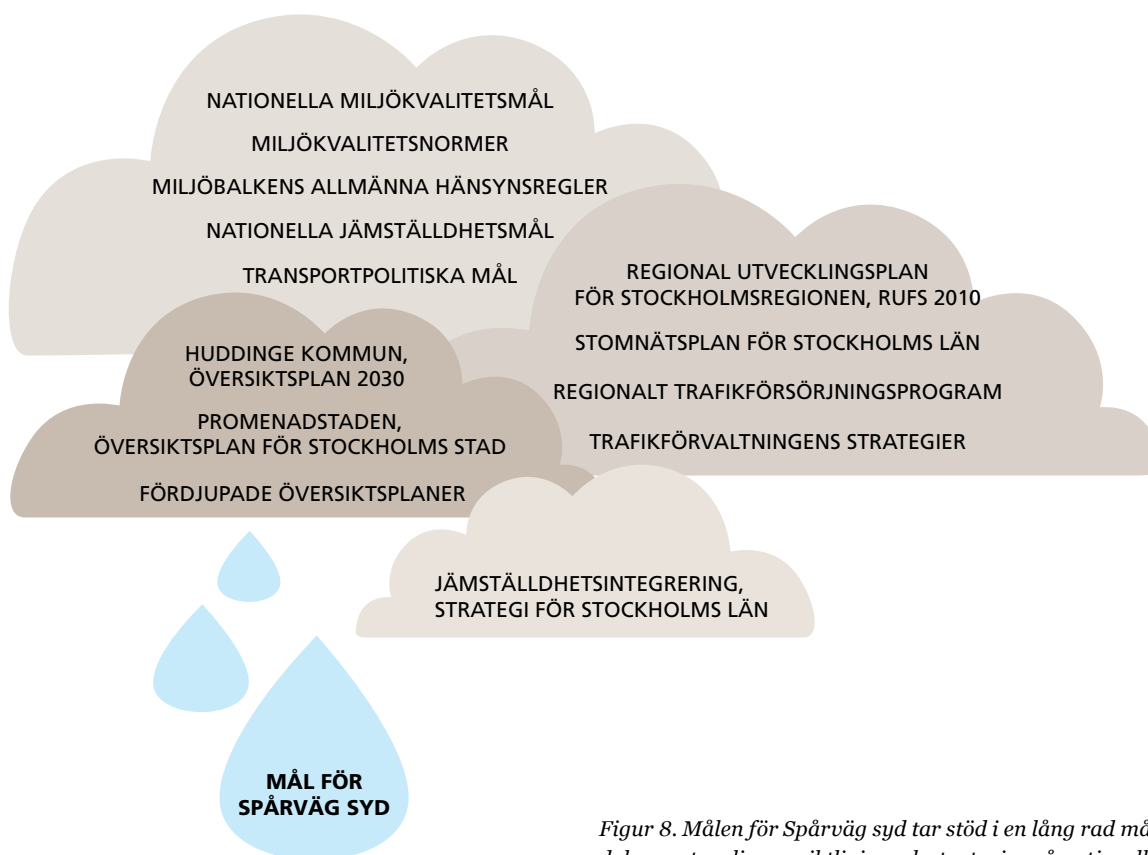 NATIONELLA MILJÖKVALITETSMÅL
MILJÖKVALITETSNORMER
MILJÖBALKENS ALLMÄNNA HÄNSYNSREGLER
NATIONELLA JÄMSTÄLLDHETSMÅL
TRANSPORTPOLITISKA MÅL
REGIONAL UTVECKLINGSPLAN
FÖR STOCKHOLMSREGIONEN, RUFS 2010
STOMNÄTSPLAN FÖR STOCKHOLMS LÄN
REGIONALT TRAFIKFÖRSÖRJNINGSPROGRAM
TRAFIKFÖRVALTNINGENS STRATEGIER
HUDDINGE KOMMUN,
ÖVERSIKTSPLAN 2030
PROMENADSTADEN,
ÖVERSIKTSPLAN FÖR STOCKHOLMS STAD
FÖRDJUPADE ÖVERSIKTSPLANER
JÄMSTÄLLDHETSINTEGRERING,
STRATEGI FÖR STOCKHOLMS LÄN
MÅL FÖR
SPÅRVÄG SYD
Figur 8. Målen för Spårväg syd tar stöd i en lång rad